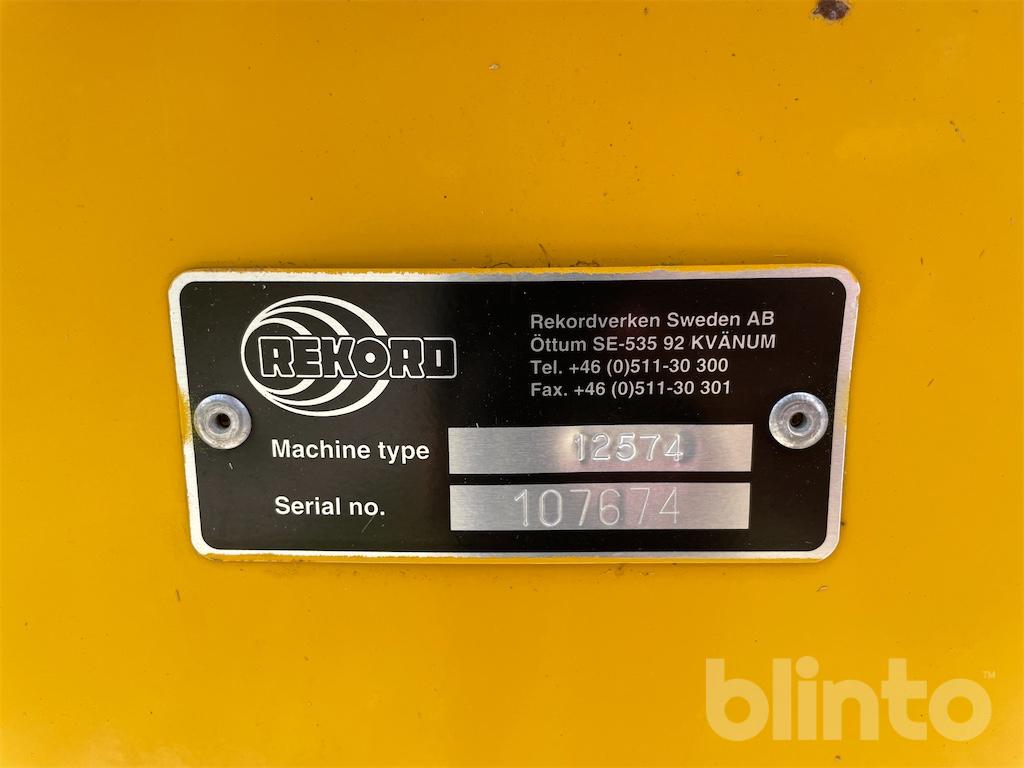 REKORD
Rekordverken Sweden AB
Öttum SE-535 92 KVÄNUM
Tel. +46 (0)511-30 300
Fax. +46 (0)511-30 301
Machine type 12574
Serial no. 107674
blinto™